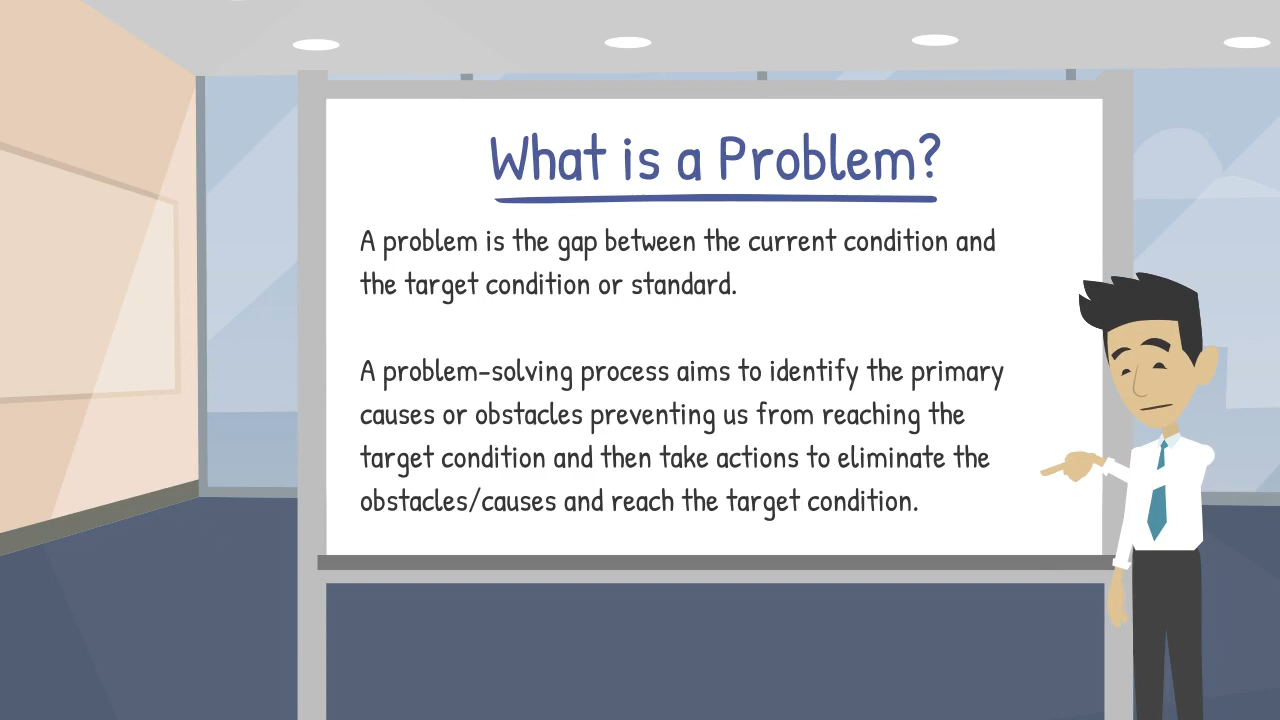 What is a Problem?
A problem is the gap between the current condition and
the target condition or standard.
A problem-solving process aims to identify the primary
causes or obstacles preventing us from reaching the
target condition and then take actions to eliminate the
obstacles/causes and reach the target condition.